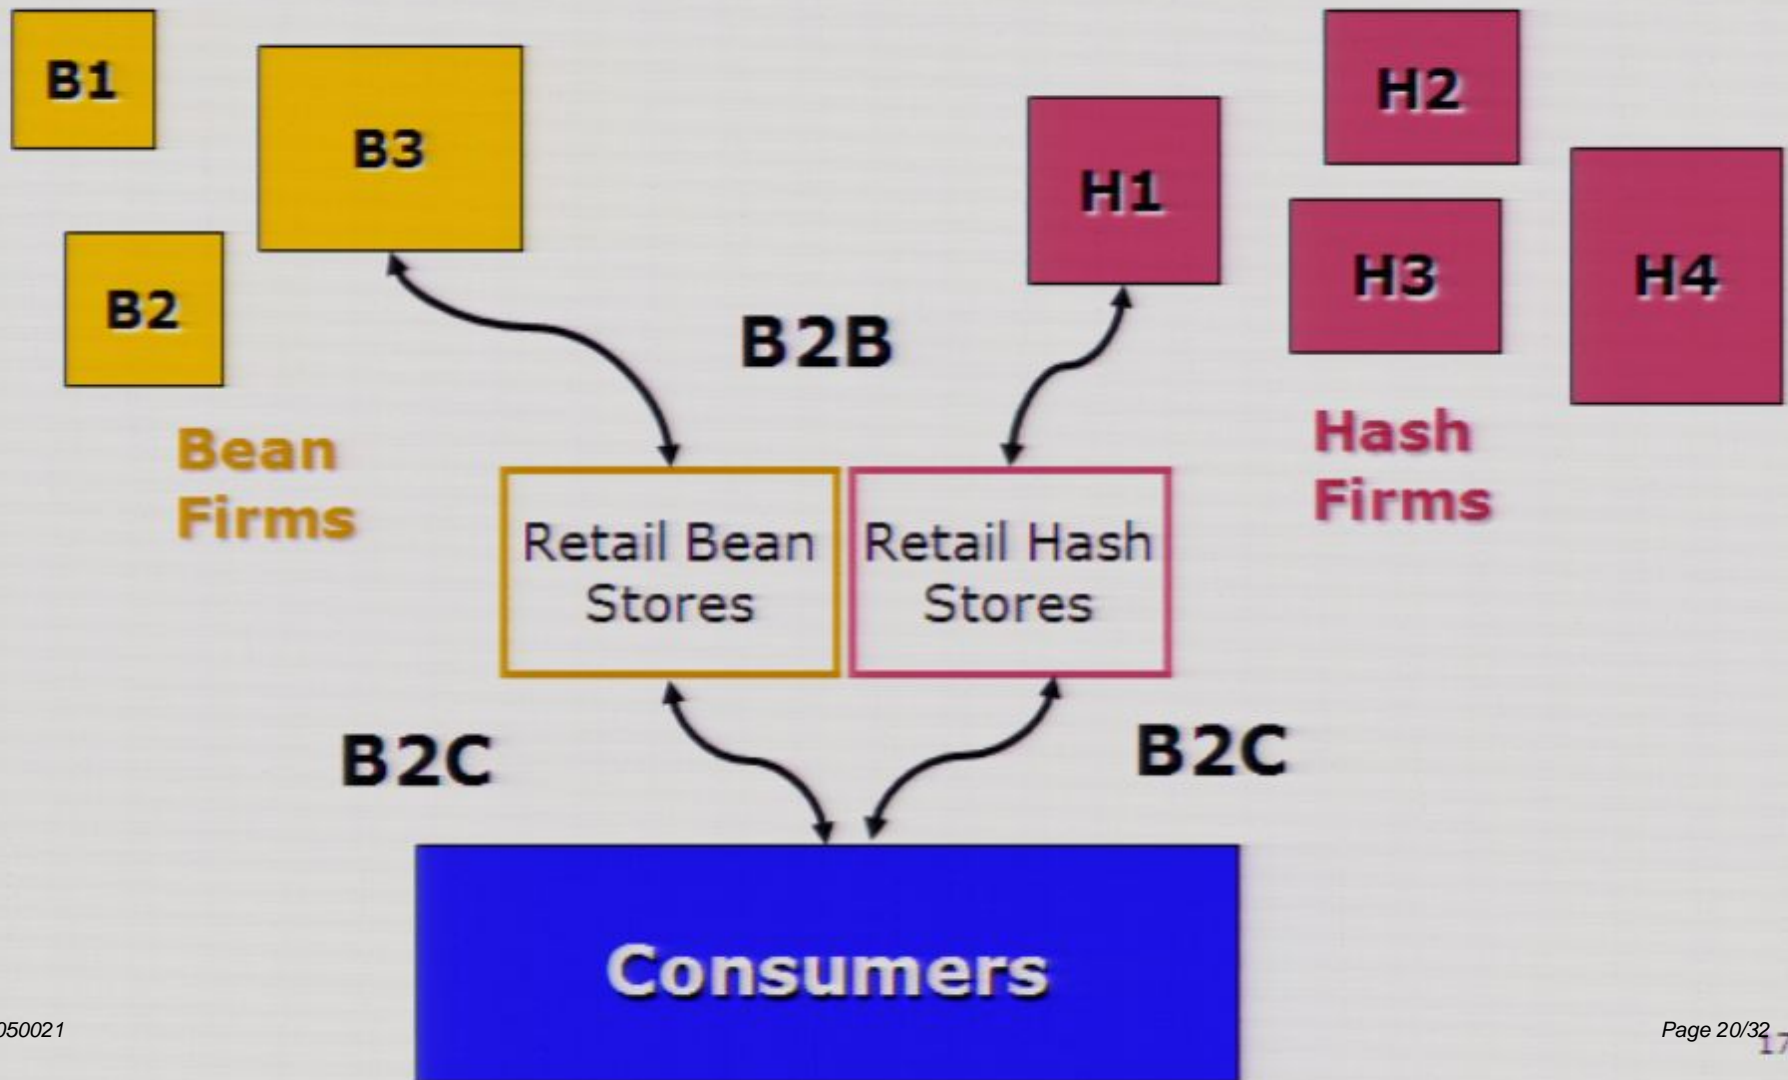 B1
B3
H2
H1
B2
H3
H4
B2B
Bean
Firms
Hash
Firms
Retail Bean
Stores
Retail Hash
Stores
B2C
B2C
Consumers
050021
Page 20/32
17